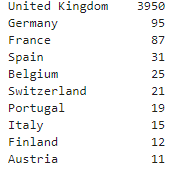 United Kingdom 3950
Germany 95
France 87
Spain 31
Belgium 25
Switzerland 21
Portugal 19
Italy 15
Finland 12
Austria 11